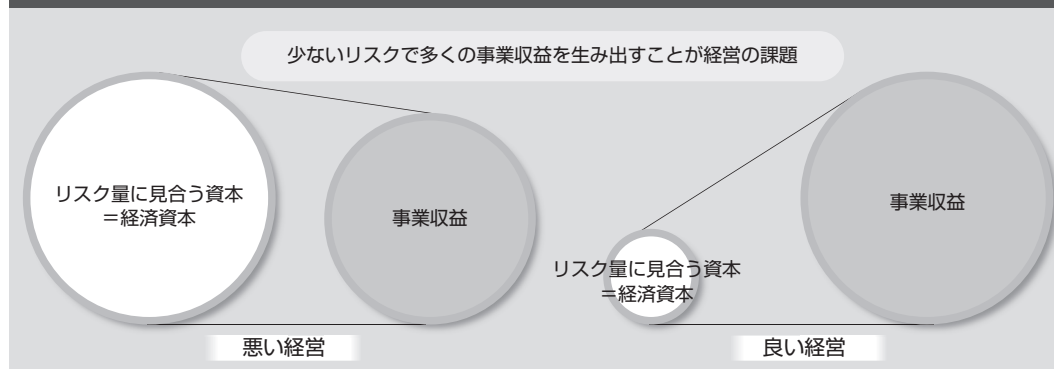 少ないリスクで多くの事業収益を生み出すことが経営の課題
リスク量に見合う資本
＝経済資本
事業収益
悪い経営
リスク量に見合う資本
＝経済資本
事業収益
良い経営